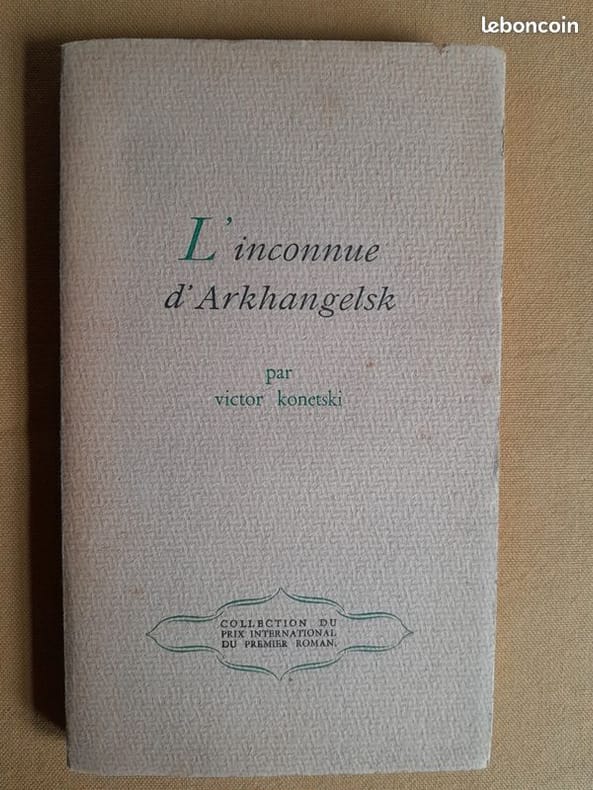 leboncoin
L'inconnue
d'Arkhangelsk
par
victor konetski
COLLECTION DU
PRIX INTERNATIONAL
DU PREMIER ROMAN.